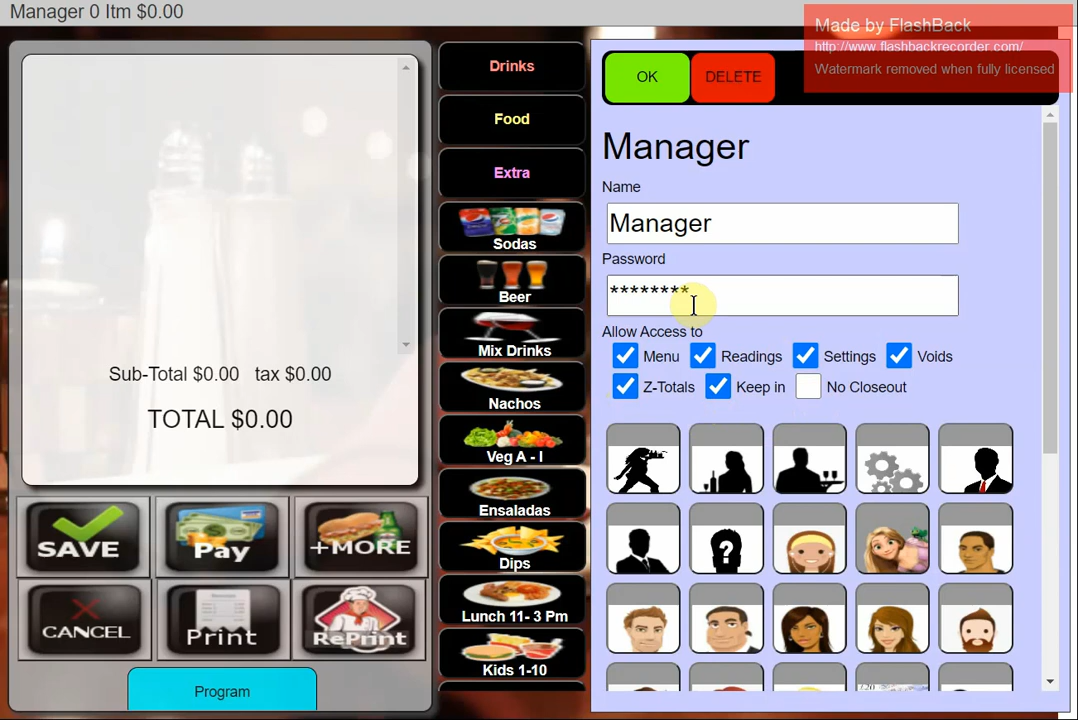 Manager 0 Itm $0.00
Made by FlashBack
http://www.flashbackrecorder.com/
Watermark removed when fully licensed
Sub-Total $0.00 tax $0.00
TOTAL $0.00
SAVE
Pay
+MORE
CANCEL
Print
RePrint
Program
Drinks
Food
Extra
Sodas
Beer
Mix Drinks
Nachos
Veg A - I
Ensaladas
Dips
Lunch 11- 3 Pm
Kids 1-10
OK
DELETE
Manager
Name
Manager
Password
********
Allow Access to
Menu Readings Settings Voids
Z-Totals Keep in No Closeout
?